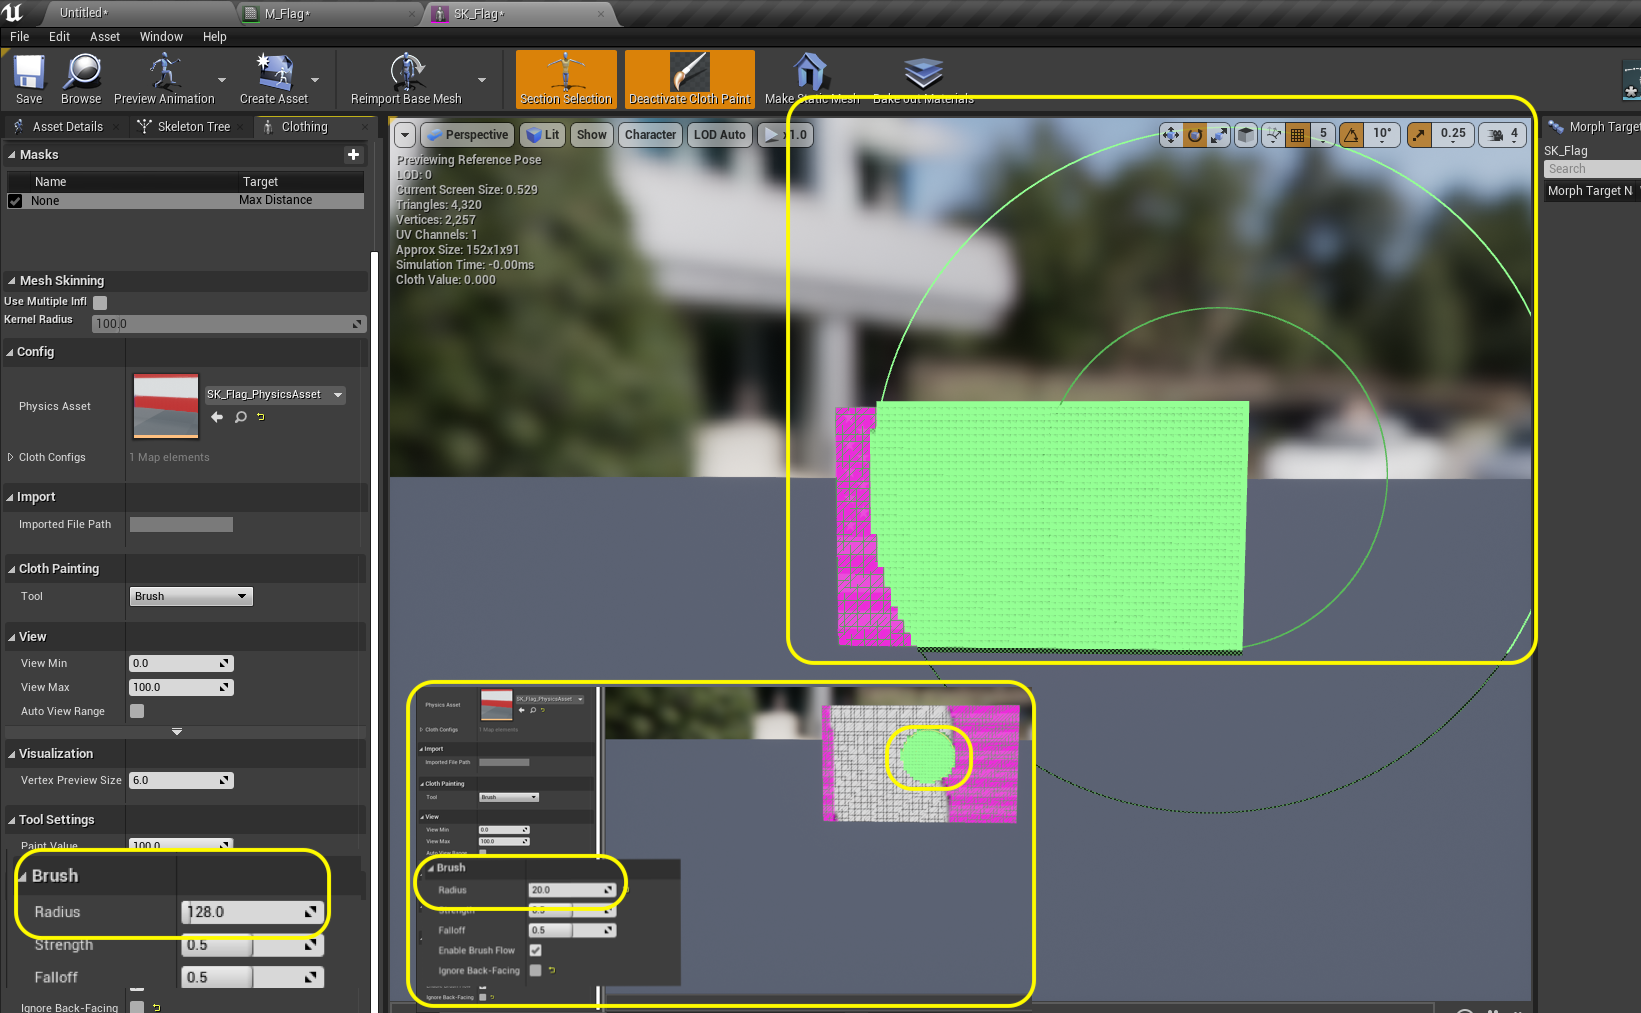 Untitled*
M_Flag*
SK_Flag*
File Edit Asset Window Help
Save
Browse
Preview Animation
Create Asset
Reimport Base Mesh
Section Selection
Deactivate Cloth Paint
Make Static Mesh
Bake out Materials
Asset Details
Skeleton Tree
Clothing
Masks
Name Target
None Max Distance
Mesh Skinning
Use Multiple Infl
Kernel Radius 100.0
Config
Physics Asset SK_Flag_PhysicsAsset
Cloth Configs 1 Map elements
Import
Imported File Path
Cloth Painting
Tool Brush
View
View Min 0.0
View Max 100.0
Auto View Range
Visualization
Vertex Preview Size 6.0
Tool Settings
Paint Value 100.0
Brush
Radius 128.0
Strength 0.5
Falloff 0.5
Ignore Back-Facing
Perspective Lit Show Character LOD Auto x1.0
5 10° 0.25 4
Previewing Reference Pose
LOD: 0
Current Screen Size: 0.529
Triangles: 4,320
Vertices: 2,257
UV Channels: 1
Approx Size: 152x1x91
Simulation Time: -0.00ms
Cloth Value: 0.000
Physics Asset SK_Flag_PhysicsAsset
Cloth Configs 1 Map elements
Import
Imported File Path
Cloth Painting
Tool Brush
View
View Min 0.0
View Max 100.0
Auto View Range
Brush
Radius 20.0
Strength 0.5
Falloff 0.5
Enable Brush Flow
Ignore Back-Facing
Ignore Back-Facing
Morph Target
SK_Flag
Search
Morph Target N